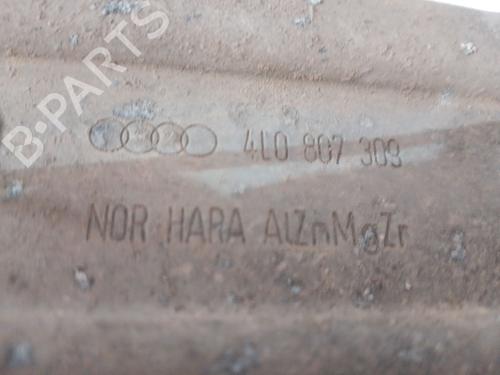 B-PARTS
4L0 807 309
NOR HARA AlZnMgZr